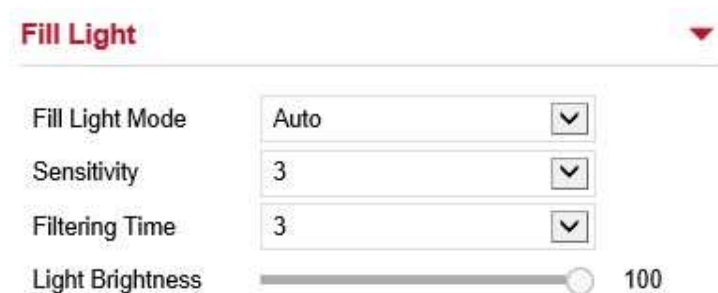 Fill Light
Fill Light Mode Auto
Sensitivity 3
Filtering Time 3
Light Brightness 100